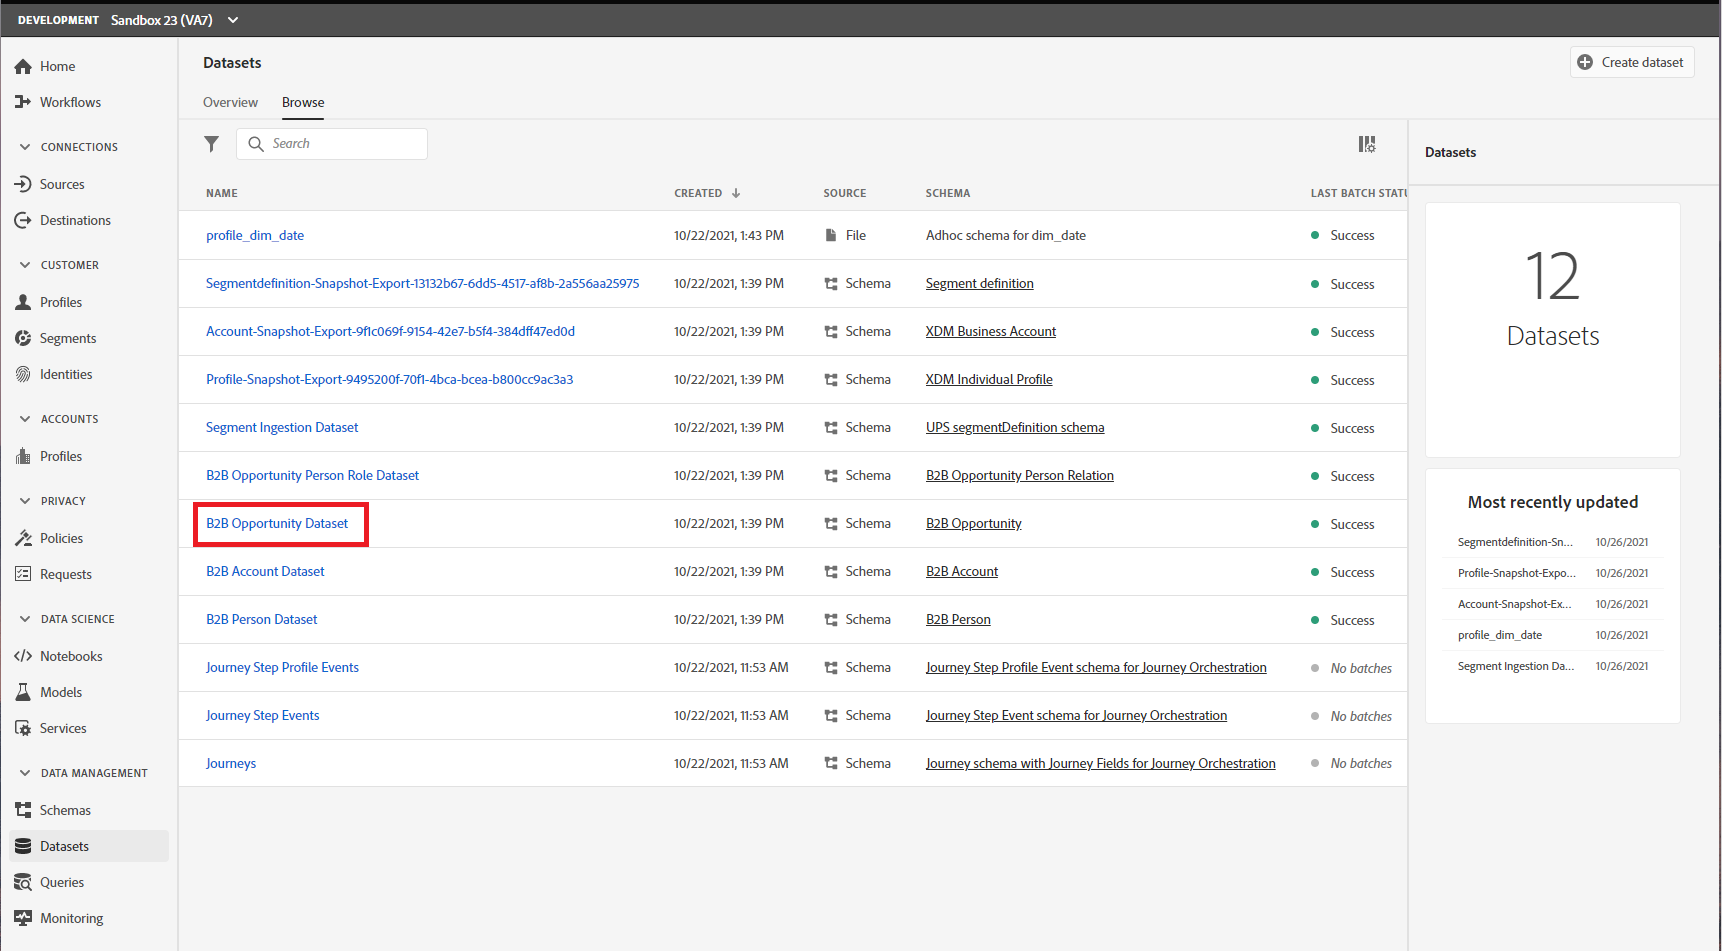 DEVELOPMENT Sandbox 23 (VA7)
Home
Workflows
CONNECTIONS
Sources
Destinations
CUSTOMER
Profiles
Segments
Identities
ACCOUNTS
Profiles
PRIVACY
Policies
Requests
DATA SCIENCE
Notebooks
Models
Services
DATA MANAGEMENT
Schemas
Datasets
Queries
Monitoring
Datasets
Create dataset
Overview Browse
Search
NAME CREATED SOURCE SCHEMA LAST BATCH STATU
profile_dim_date 10/22/2021, 1:43 PM File Adhoc schema for dim_date Success
Segmentdefinition-Snapshot-Export-13132b67-6dd5-4517-af8b-2a556aa25975 10/22/2021, 1:39 PM Schema Segment definition Success
Account-Snapshot-Export-9f1c069f-9154-42e7-b5f4-384dff47ed0d 10/22/2021, 1:39 PM Schema XDM Business Account Success
Profile-Snapshot-Export-9495200f-70f1-4bca-bcea-b800cc9ac3a3 10/22/2021, 1:39 PM Schema XDM Individual Profile Success
Segment Ingestion Dataset 10/22/2021, 1:39 PM Schema UPS segmentDefinition schema Success
B2B Opportunity Person Role Dataset 10/22/2021, 1:39 PM Schema B2B Opportunity Person Relation Success
B2B Opportunity Dataset 10/22/2021, 1:39 PM Schema B2B Opportunity Success
B2B Account Dataset 10/22/2021, 1:39 PM Schema B2B Account Success
B2B Person Dataset 10/22/2021, 1:39 PM Schema B2B Person Success
Journey Step Profile Events 10/22/2021, 11:53 AM Schema Journey Step Profile Event schema for Journey Orchestration No batches
Journey Step Events 10/22/2021, 11:53 AM Schema Journey Step Event schema for Journey Orchestration No batches
Journeys 10/22/2021, 11:53 AM Schema Journey schema with Journey Fields for Journey Orchestration No batches
Datasets
12
Datasets
Most recently updated
Segmentdefinition-Sn... 10/26/2021
Profile-Snapshot-Expo... 10/26/2021
Account-Snapshot-Ex... 10/26/2021
profile_dim_date 10/26/2021
Segment Ingestion Da... 10/26/2021